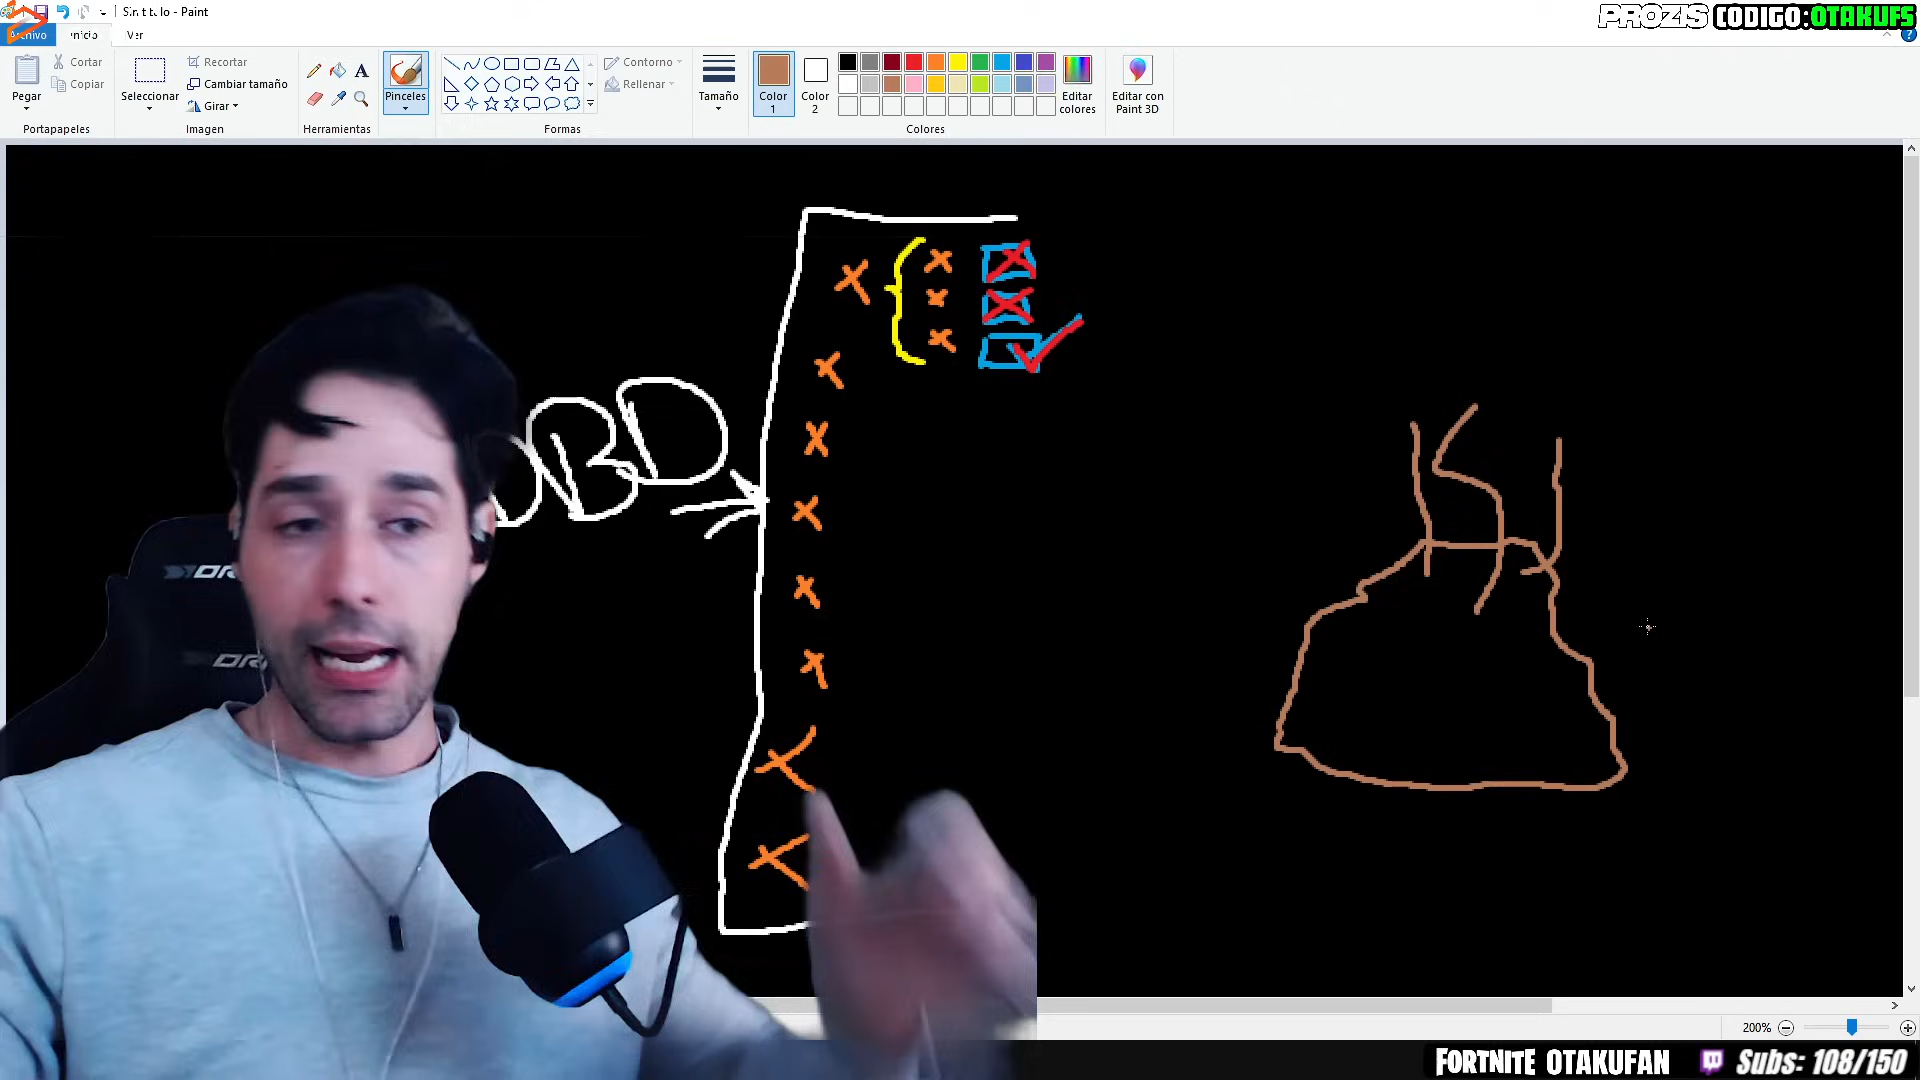 Sin título - Paint
PROZIS CODIGO:OTAKUFS
Archivo Inicio Ver
Pegar
Cortar
Copiar
Portapapeles
Seleccionar
Recortar
Cambiar tamaño
Girar
Imagen
Herramientas
Pinceles
Contorno
Rellenar
Formas
Tamaño
Color 1
Color 2
Editar colores
Colores
Editar con Paint 3D
DBD
200%
FORTNITE OTAKUFAN Subs: 108/150